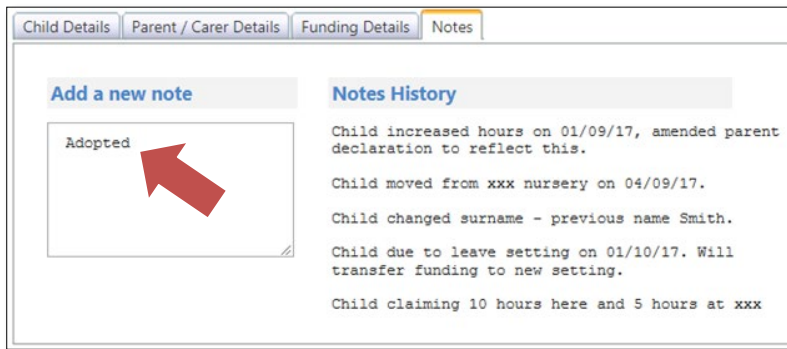 Child Details Parent / Carer Details Funding Details Notes
Add a new note
Adopted
Notes History
Child increased hours on 01/09/17, amended parent
declaration to reflect this.
Child moved from xxx nursery on 04/09/17.
Child changed surname - previous name Smith.
Child due to leave setting on 01/10/17. Will
transfer funding to new setting.
Child claiming 10 hours here and 5 hours at xxx